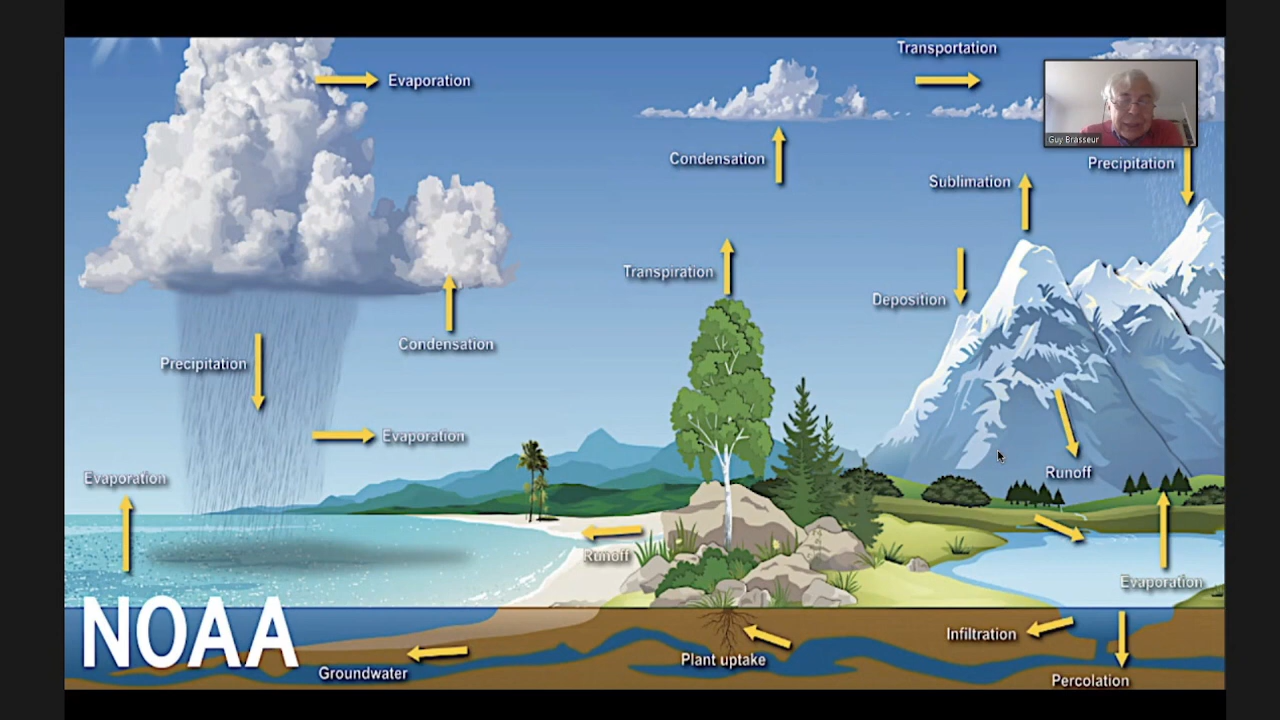 Transportation
Evaporation
Guy Brasseur
Condensation
Precipitation
Sublimation
Transpiration
Deposition
Condensation
Precipitation
Evaporation
Runoff
Evaporation
Runoff
Evaporation
NOAA
Infiltration
Plant uptake
Groundwater
Percolation